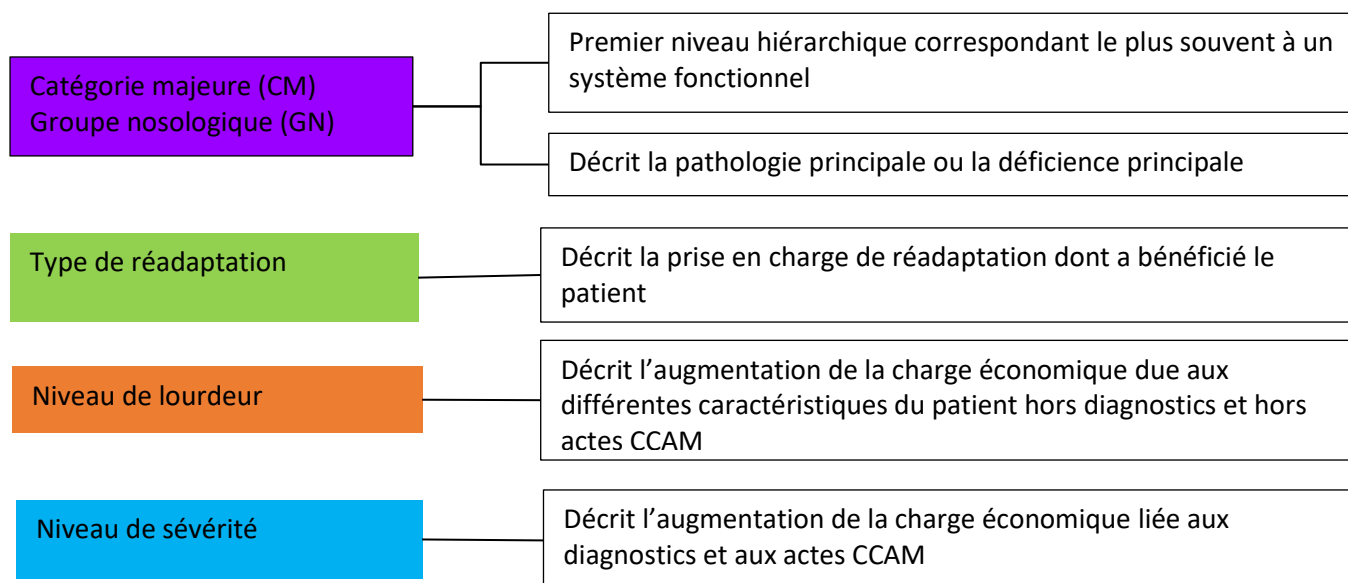 Catégorie majeure (CM)
Groupe nosologique (GN)
Premier niveau hiérarchique correspondant le plus souvent à un
système fonctionnel
Décrit la pathologie principale ou la déficience principale
Type de réadaptation
Décrit la prise en charge de réadaptation dont a bénéficié le
patient
Niveau de lourdeur
Décrit l’augmentation de la charge économique due aux
différentes caractéristiques du patient hors diagnostics et hors
actes CCAM
Niveau de sévérité
Décrit l’augmentation de la charge économique liée aux
diagnostics et aux actes CCAM